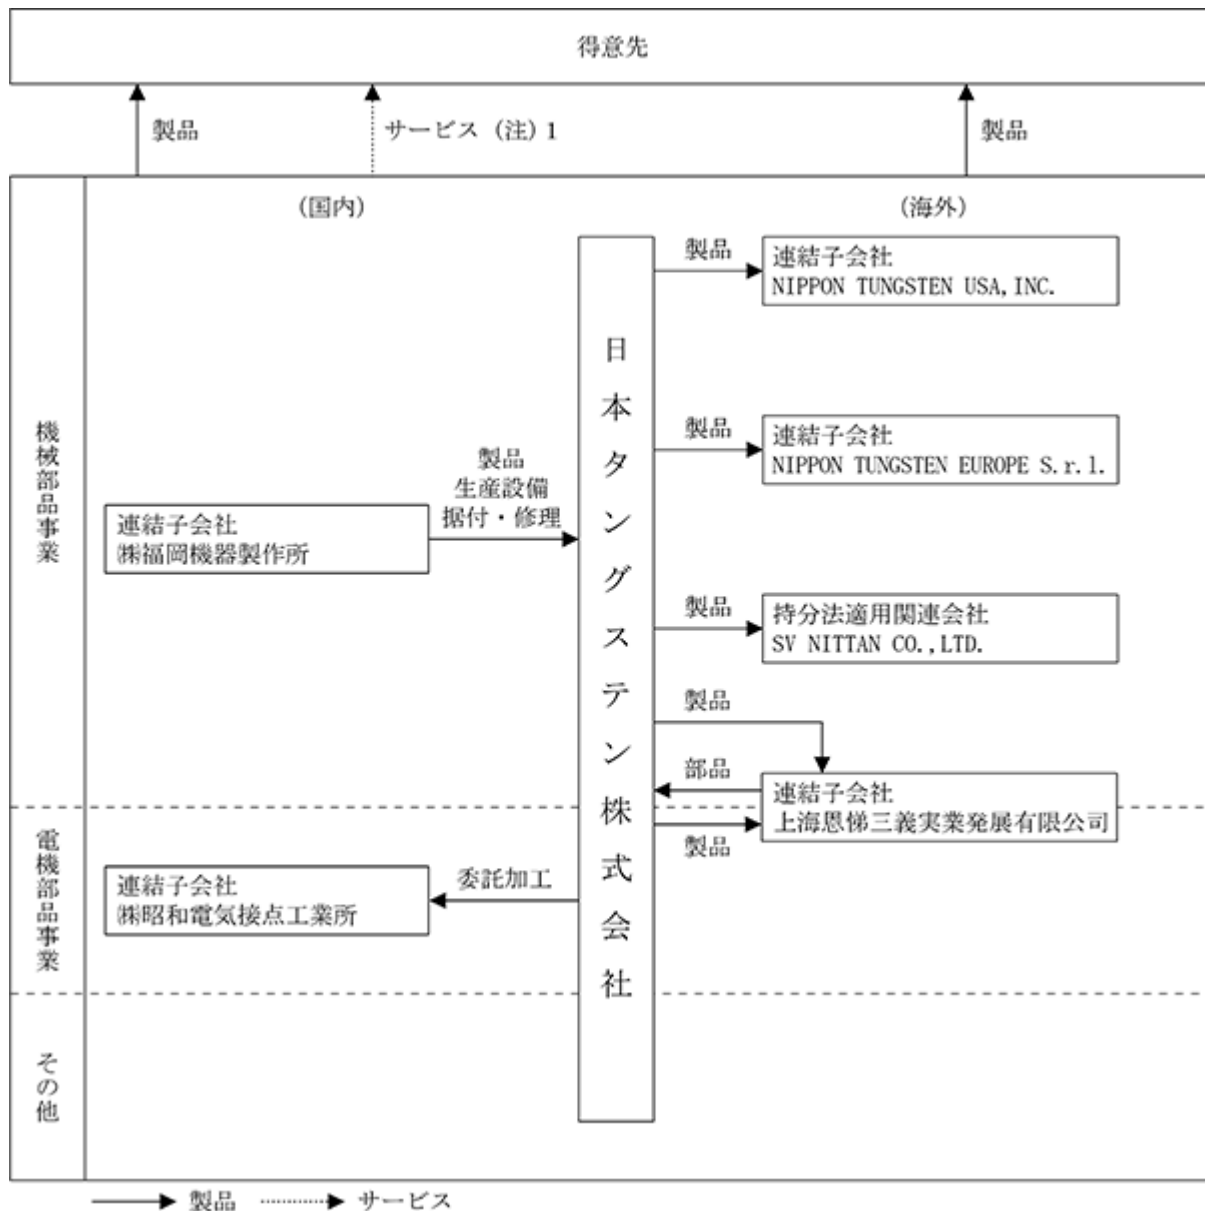 得意先
製品
サービス（注）1
製品
（国内）
（海外）
機械部品事業
電機部品事業
その他
連結子会社
㈱福岡機器製作所
製品
生産設備
据付・修理
連結子会社
㈱昭和電気接点工業所
委託加工
日本タングステン株式会社
製品
連結子会社
NIPPON TUNGSTEN USA,INC.
製品
連結子会社
NIPPON TUNGSTEN EUROPE S.r.l.
製品
持分法適用関連会社
SV NITTAN CO.,LTD.
製品
部品
製品
連結子会社
上海恩悌三義実業発展有限公司
製品
サービス